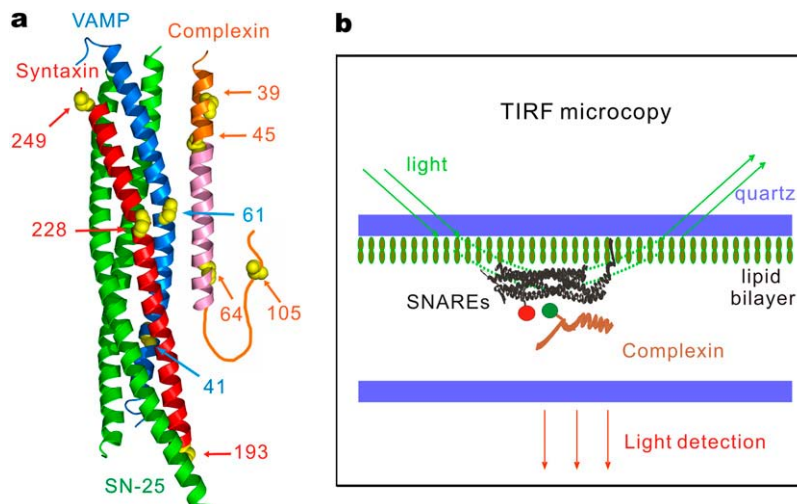 a
VAMP
Complexin
Syntaxin
39
45
249
228
61
64
105
41
193
SN-25
b
TIRF microcopy
light
quartz
lipid
bilayer
SNAREs
Complexin
Light detection